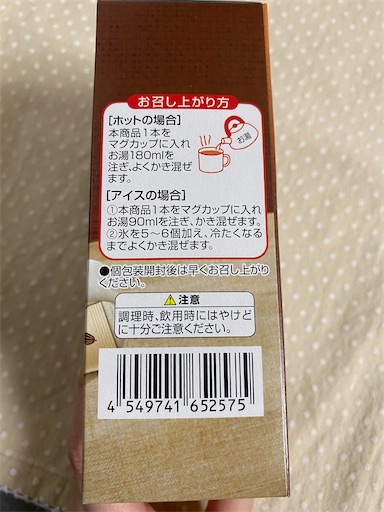 お召し上がり方
[ホットの場合]
本商品1本を
マグカップに入れ
お湯180mlを
注ぎ、よくかき混ぜ
ます。
お湯
[アイスの場合]
①本商品1本をマグカップに入れ
お湯90mlを注ぎ、かき混ぜます。
②氷を5～6個加え、冷たくなる
までよくかき混ぜます。
●個包装開封後は早くお召し上がり
ください。
⚠注意
調理時、飲用時にはやけど
に十分ご注意ください。
4 549741 652575